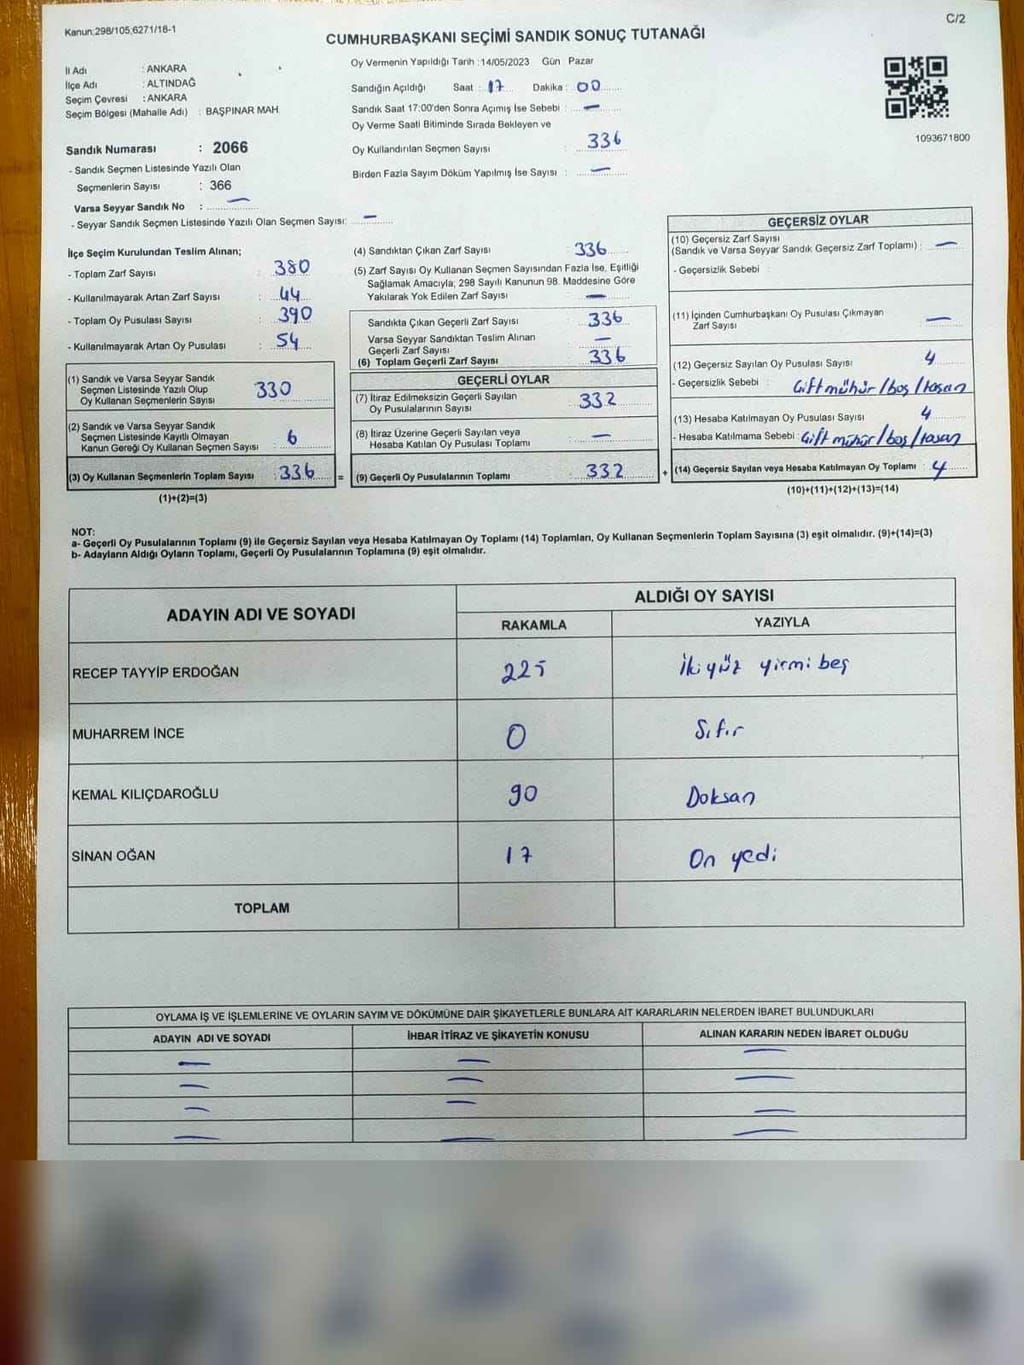 Kanun:298/105;6271/18-1
C/2
CUMHURBAŞKANI SEÇİMİ SANDIK SONUÇ TUTANAĞI
İl Adı : ANKARA
İlçe Adı : ALTINDAĞ
Seçim Çevresi : ANKARA
Seçim Bölgesi (Mahalle Adı) : BAŞPINAR MAH.
Sandık Numarası : 2066
- Sandık Seçmen Listesinde Yazılı Olan
Seçmenlerin Sayısı : 366
Varsa Seyyar Sandık No : —
- Seyyar Sandık Seçmen Listesinde Yazılı Olan Seçmen Sayısı: —
Oy Vermenin Yapıldığı Tarih :14/05/2023 Gün Pazar
Sandığın Açıldığı Saat : 17 Dakika : 00
Sandık Saat 17:00'den Sonra Açımış İse Sebebi : —
Oy Verme Saati Bitiminde Sırada Bekleyen ve
Oy Kullandırılan Seçmen Sayısı : 336
Birden Fazla Sayım Döküm Yapılmış İse Sayısı : —
1093671800
İlçe Seçim Kurulundan Teslim Alınan;
- Toplam Zarf Sayısı : 380
- Kullanılmayarak Artan Zarf Sayısı : 44
- Toplam Oy Pusulası Sayısı : 390
- Kullanılmayarak Artan Oy Pusulası : 54
(1) Sandık ve Varsa Seyyar Sandık
Seçmen Listesinde Yazılı Olup
Oy Kullanan Seçmenlerin Sayısı : 330
(2) Sandık ve Varsa Seyyar Sandık
Seçmen Listesinde Kayıtlı Olmayan
Kanun Gereği Oy Kullanan Seçmen Sayısı : 6
(3) Oy Kullanan Seçmenlerin Toplam Sayısı : 336 =
(1)+(2)=(3)
(4) Sandıktan Çıkan Zarf Sayısı : 336
(5) Zarf Sayısı Oy Kullanan Seçmen Sayısından Fazla İse, Eşitliği
Sağlamak Amacıyla; 298 Sayılı Kanunun 98. Maddesine Göre
Yakılarak Yok Edilen Zarf Sayısı : —
Sandıkta Çıkan Geçerli Zarf Sayısı : 336
Varsa Seyyar Sandıktan Teslim Alınan
Geçerli Zarf Sayısı : —
(6) Toplam Geçerli Zarf Sayısı : 336
GEÇERLİ OYLAR
(7) İtiraz Edilmeksizin Geçerli Sayılan
Oy Pusulalarının Sayısı : 332
(8) İtiraz Üzerine Geçerli Sayılan veya
Hesaba Katılan Oy Pusulası Toplamı : —
(9) Geçerli Oy Pusulalarının Toplamı : 332 +
GEÇERSİZ OYLAR
(10) Geçersiz Zarf Sayısı
(Sandık ve Varsa Seyyar Sandık Geçersiz Zarf Toplamı) : —
- Geçersizlik Sebebi :
(11) İçinden Cumhurbaşkanı Oy Pusulası Çıkmayan
Zarf Sayısı : —
(12) Geçersiz Sayılan Oy Pusulası Sayısı : 4
- Geçersizlik Sebebi : Çift mühür/boş/taşan
(13) Hesaba Katılmayan Oy Pusulası Sayısı : 4
- Hesaba Katılmama Sebebi : Çift mühür/boş/taşan
(14) Geçersiz Sayılan veya Hesaba Katılmayan Oy Toplamı : 4
(10)+(11)+(12)+(13)=(14)
NOT:
a- Geçerli Oy Pusulalarının Toplamı (9) ile Geçersiz Sayılan veya Hesaba Katılmayan Oy Toplamı (14) Toplamları, Oy Kullanan Seçmenlerin Toplam Sayısına (3) eşit olmalıdır. (9)+(14)=(3)
b- Adayların Aldığı Oyların Toplamı, Geçerli Oy Pusulalarının Toplamına (9) eşit olmalıdır.
ADAYIN ADI VE SOYADI ALDIĞI OY SAYISI
RAKAMLA YAZIYLA
RECEP TAYYİP ERDOĞAN 225 İkiyüz yirmi beş
MUHARREM İNCE 0 Sıfır
KEMAL KILIÇDAROĞLU 90 Doksan
SİNAN OĞAN 17 On yedi
TOPLAM
OYLAMA İŞ VE İŞLEMLERİNE VE OYLARIN SAYIM VE DÖKÜMÜNE DAİR ŞİKAYETLERLE BUNLARA AİT KARARLARIN NELERDEN İBARET BULUNDUKLARI
ADAYIN ADI VE SOYADI İHBAR İTİRAZ VE ŞİKAYETİN KONUSU ALINAN KARARIN NEDEN İBARET OLDUĞU
— — —
— — —
— — —
— — —